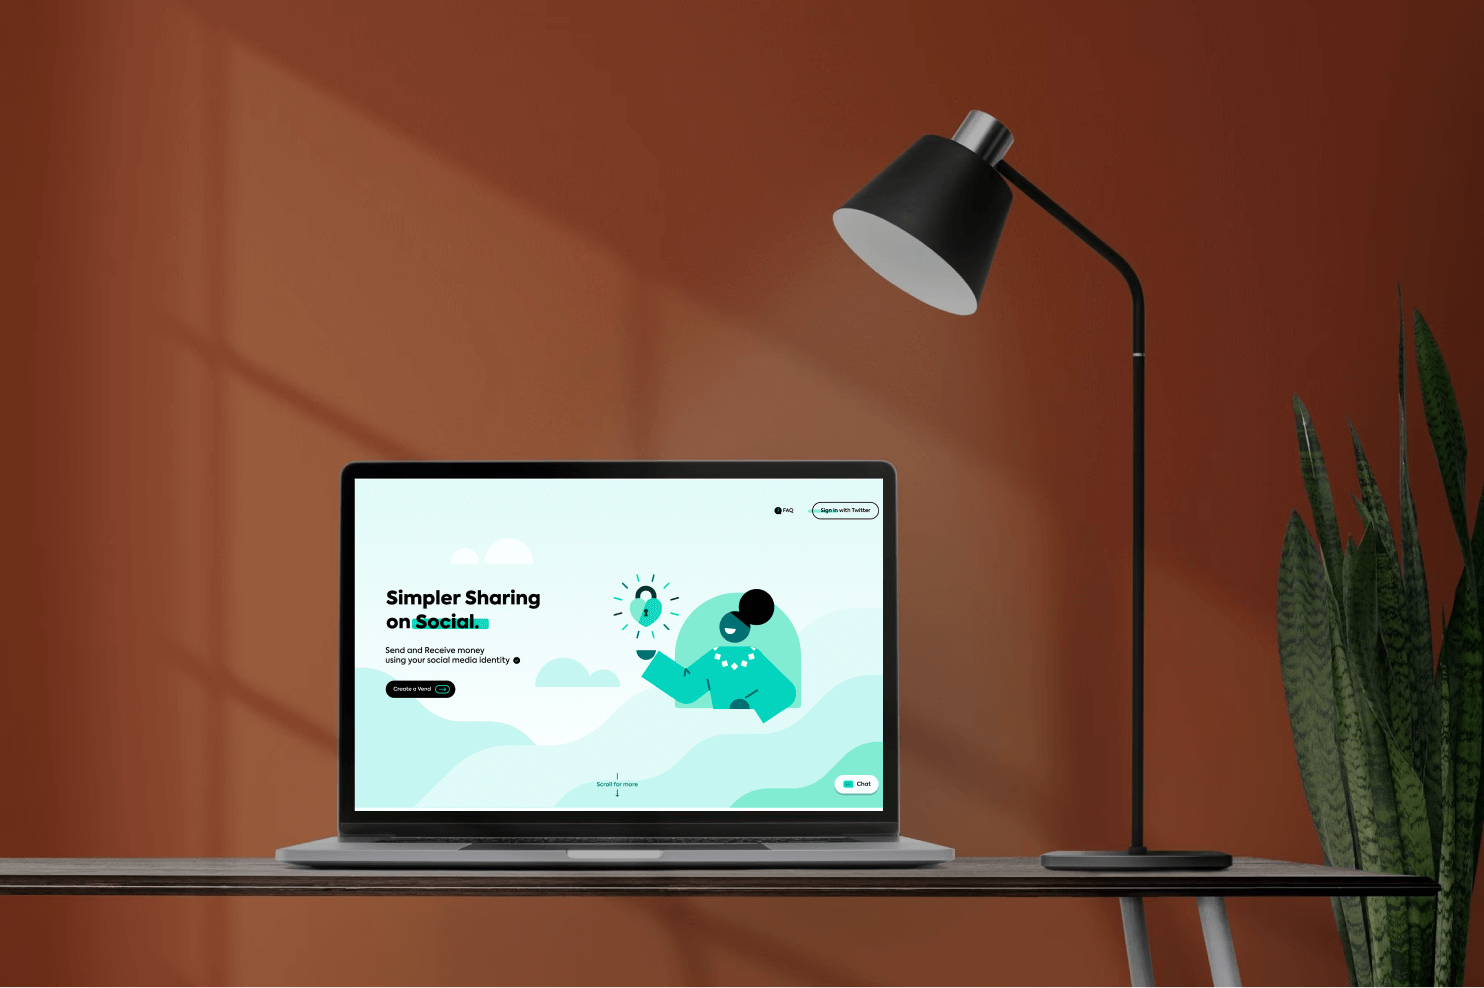 FAQ
Sign in with Twitter
Simpler Sharing
on Social.
Send and Receive money
using your social media identity
Create a Vend
Scroll for more
Chat